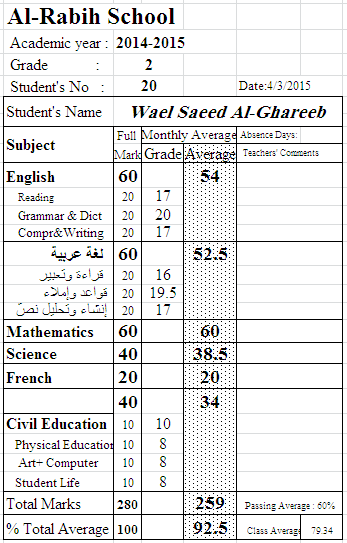 Al-Rabih School
Academic year : 2014-2015
Grade : 2
Student's No : 20 Date:4/3/2015
Student's Name Wael Saeed Al-Ghareeb
Subject Full Mark Monthly Average Absence Days:
Grade Average Teachers' Comments
English 60 54
Reading 20 17
Grammar & Dict 20 20
Compr&Writing 20 17
لغة عربية 60 52.5
قراءة وتعبير 20 16
قواعد وإملاء 20 19.5
إنشاء وتحليل نصّ 20 17
Mathematics 60 60
Science 40 38.5
French 20 20
40 34
Civil Education 10 10
Physical Education 10 8
Art+ Computer 10 8
Student Life 10 8
Total Marks 280 259 Passing Average : 60%
% Total Average 100 92.5 Class Average 79.34